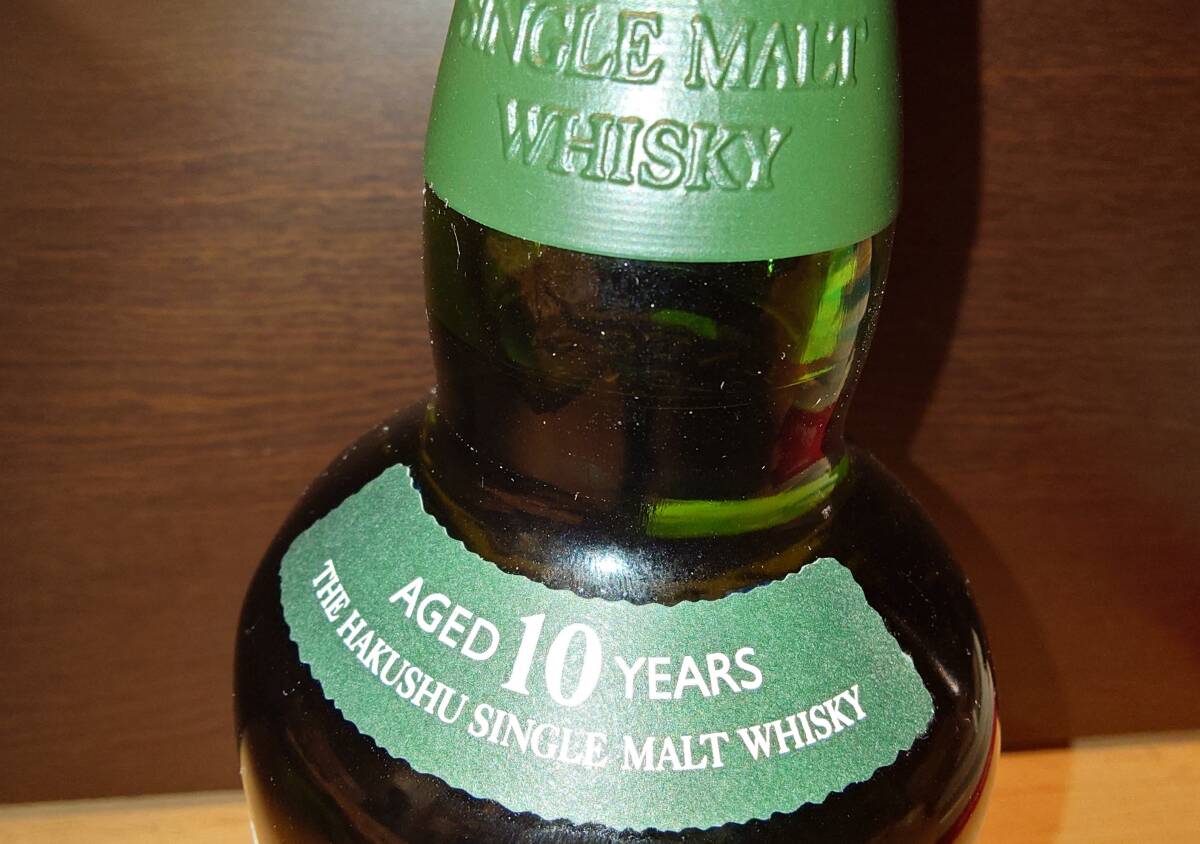 SINGLE MALT
WHISKY
AGED 10 YEARS
THE HAKUSHU SINGLE MALT WHISKY